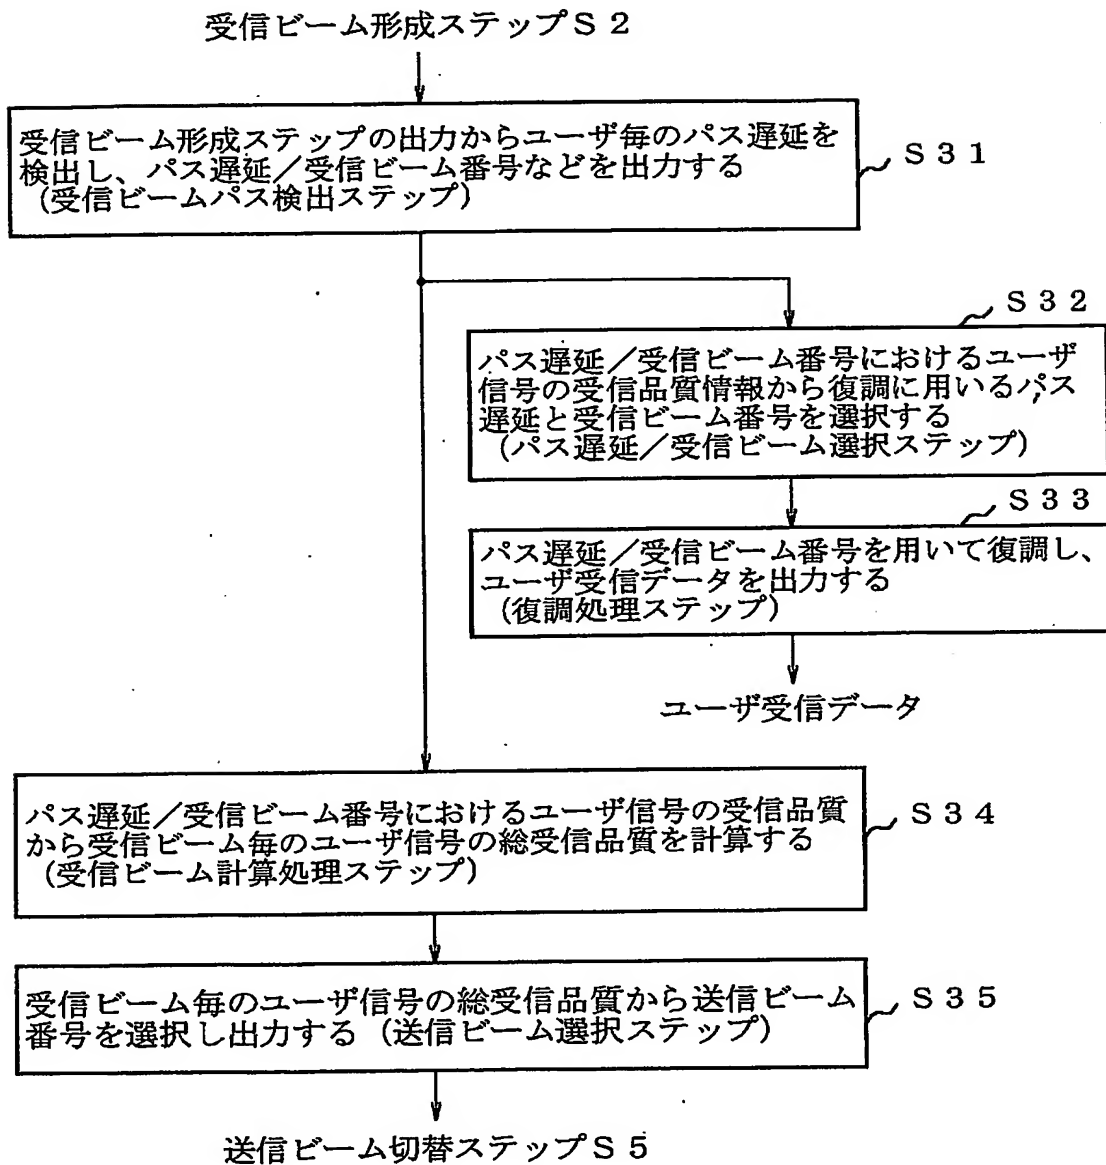 受信ビーム形成ステップS2
受信ビーム形成ステップの出力からユーザ毎のパス遅延を
検出し、パス遅延/受信ビーム番号などを出力する
(受信ビームパス検出ステップ)
S31
S32
パス遅延/受信ビーム番号におけるユーザ
信号の受信品質情報から復調に用いるパス
遅延と受信ビーム番号を選択する
(パス遅延/受信ビーム選択ステップ)
S33
パス遅延/受信ビーム番号を用いて復調し、
ユーザ受信データを出力する
(復調処理ステップ)
ユーザ受信データ
パス遅延/受信ビーム番号におけるユーザ信号の受信品質
から受信ビーム毎のユーザ信号の総受信品質を計算する
(受信ビーム計算処理ステップ)
S34
受信ビーム毎のユーザ信号の総受信品質から送信ビーム
番号を選択し出力する(送信ビーム選択ステップ)
S35
送信ビーム切替ステップS5